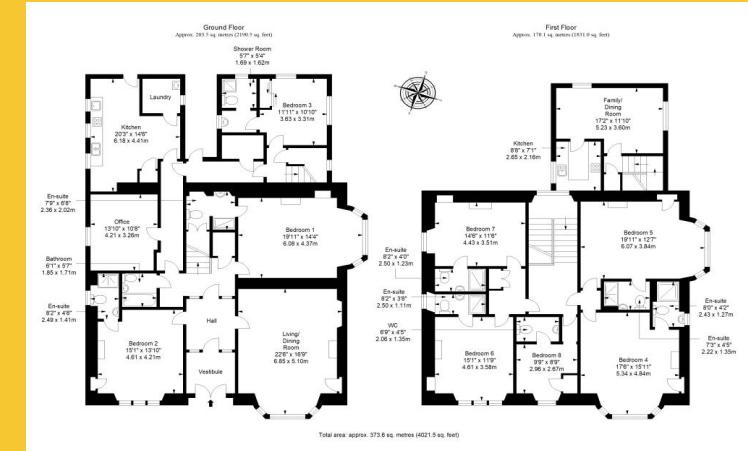 Ground Floor
Approx. 203.5 sq. metres (2190.5 sq. feet)
Shower Room
5'7" x 5'4"
1.69 x 1.62m
Laundry
Bedroom 3
11'11" x 10'10"
3.63 x 3.31m
Kitchen
20'3" x 14'6"
6.18 x 4.41m
En-suite
7'9" x 6'8"
2.36 x 2.02m
Office
13'10" x 10'8"
4.21 x 3.26m
Bedroom 1
19'11" x 14'4"
6.08 x 4.37m
Bathroom
6'1" x 5'7"
1.85 x 1.71m
En-suite
8'2" x 4'8"
2.49 x 1.41m
Hall
Bedroom 2
15'1" x 13'10"
4.61 x 4.21m
Living/
Dining
Room
22'6" x 16'9"
6.85 x 5.10m
Vestibule
First Floor
Approx. 170.1 sq. metres (1831.0 sq. feet)
Family/
Dining
Room
17'2" x 11'10"
5.23 x 3.60m
Kitchen
8'8" x 7'1"
2.65 x 2.16m
Bedroom 7
14'6" x 11'6"
4.43 x 3.51m
Bedroom 5
19'11" x 12'7"
6.07 x 3.84m
En-suite
8'2" x 4'0"
2.50 x 1.23m
En-suite
8'2" x 3'8"
2.50 x 1.11m
En-suite
8'0" x 4'2"
2.43 x 1.27m
WC
6'9" x 4'5"
2.06 x 1.35m
En-suite
7'3" x 4'5"
2.22 x 1.35m
Bedroom 6
15'1" x 11'9"
4.61 x 3.58m
Bedroom 8
9'9" x 8'9"
2.96 x 2.67m
Bedroom 4
17'6" x 15'11"
5.34 x 4.84m
Total area: approx. 373.6 sq. metres (4021.5 sq. feet)